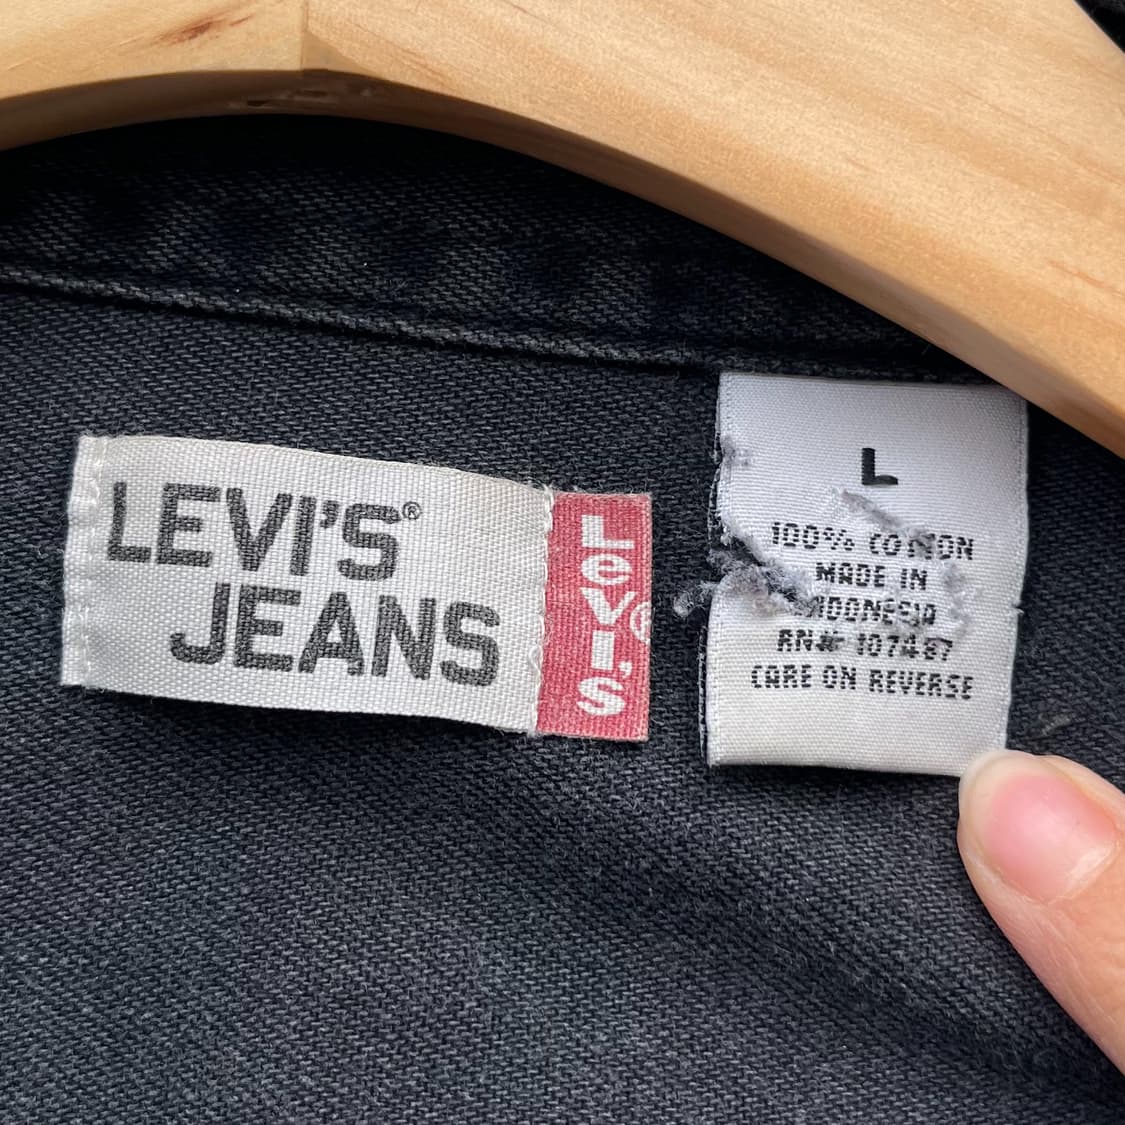 LEVI'S®
JEANS
Levi's®
L
100% COTTON
MADE IN
INDONESIA
RN# 107487
CARE ON REVERSE